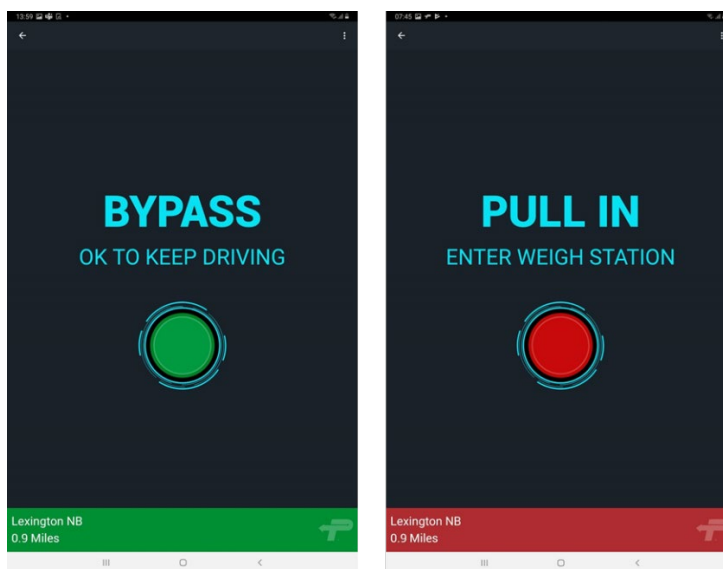 13:59
BYPASS
OK TO KEEP DRIVING
Lexington NB
0.9 Miles
07:45
PULL IN
ENTER WEIGH STATION
Lexington NB
0.9 Miles